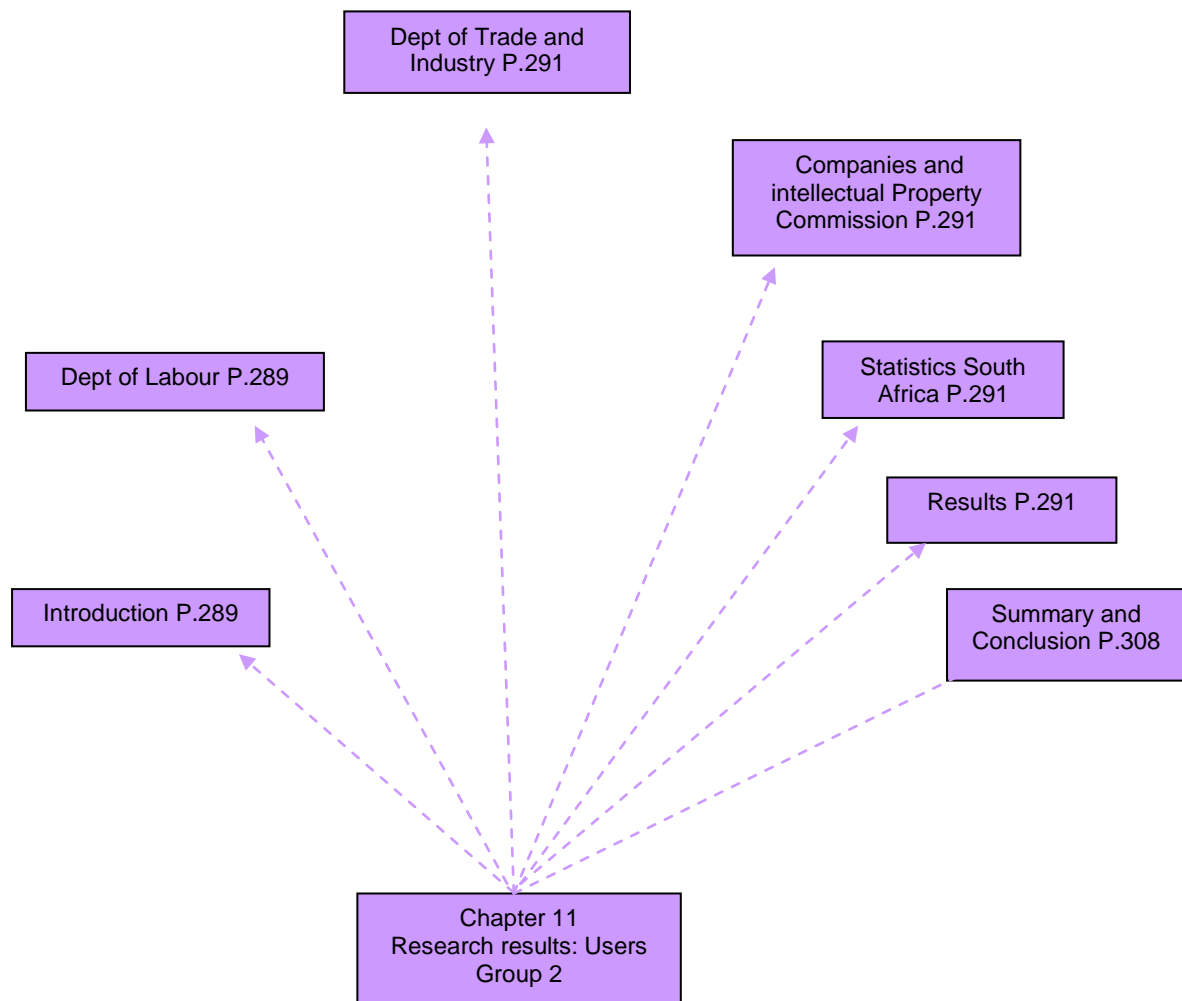 Dept of Trade and
Industry P.291
Companies and
intellectual Property
Commission P.291
Dept of Labour P.289
Statistics South
Africa P.291
Results P.291
Introduction P.289
Summary and
Conclusion P.308
Chapter 11
Research results: Users
Group 2